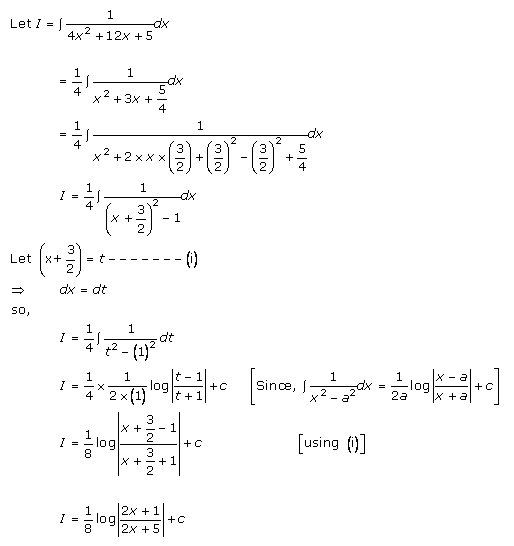 Let I = ∫ 1/(4x² + 12x + 5) dx
= 1/4 ∫ 1/(x² + 3x + 5/4) dx
= 1/4 ∫ 1/(x² + 2 × x × (3/2) + (3/2)² − (3/2)² + 5/4) dx
I = 1/4 ∫ 1/((x + 3/2)² − 1) dx
Let (x + 3/2) = t − − − − − − − (i)
⇒ dx = dt
so,
I = 1/4 ∫ 1/(t² − (1)²) dt
I = 1/4 × 1/(2 × (1)) log|(t − 1)/(t + 1)| + c [Since, ∫ 1/(x² − a²) dx = 1/(2a) log|(x − a)/(x + a)| + c]
I = 1/8 log|(x + 3/2 − 1)/(x + 3/2 + 1)| + c [using (i)]
I = 1/8 log|(2x + 1)/(2x + 5)| + c